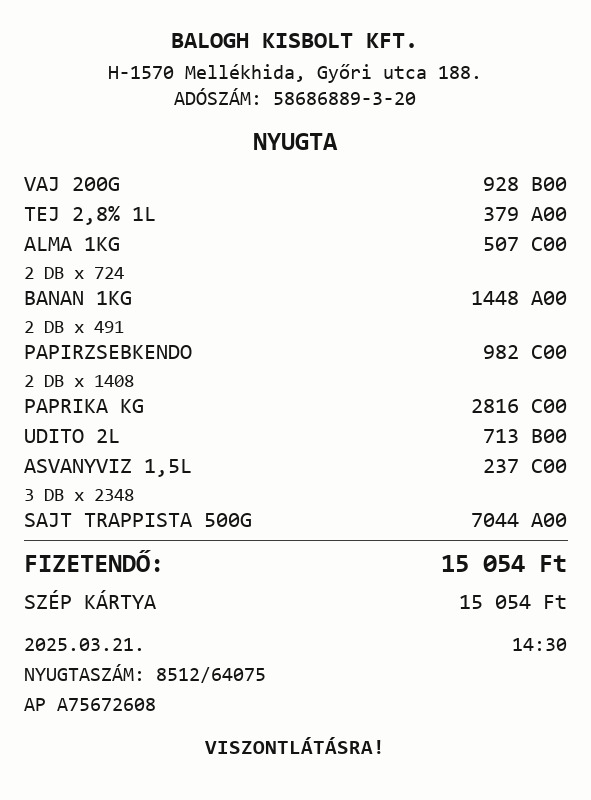 BALOGH KISBOLT KFT.
H-1570 Mellékhida, Győri utca 188.
ADÓSZÁM: 58686889-3-20
NYUGTA
VAJ 200G 928 B00
TEJ 2,8% 1L 379 A00
ALMA 1KG 507 C00
2 DB x 724
BANAN 1KG 1448 A00
2 DB x 491
PAPIRZSEBKENDO 982 C00
2 DB x 1408
PAPRIKA KG 2816 C00
UDITO 2L 713 B00
ASVANYVIZ 1,5L 237 C00
3 DB x 2348
SAJT TRAPPISTA 500G 7044 A00
FIZETENDŐ: 15 054 Ft
SZÉP KÁRTYA 15 054 Ft
2025.03.21. 14:30
NYUGTASZÁM: 8512/64075
AP A75672608
VISZONTLÁTÁSRA!